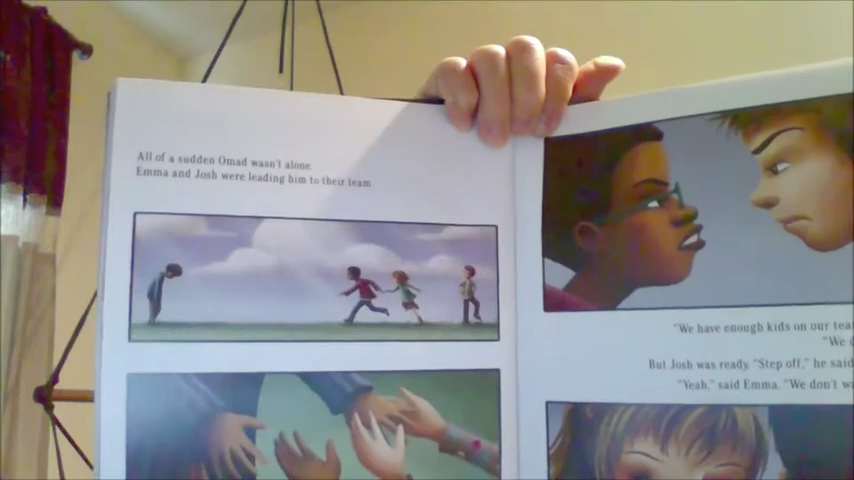 All of a sudden Omad wasn't alone.
Emma and Josh were leading him to their team.
"We have enough kids on our
"We
But Josh was ready. "Step off," he said
"Yeah," said Emma. "We don't